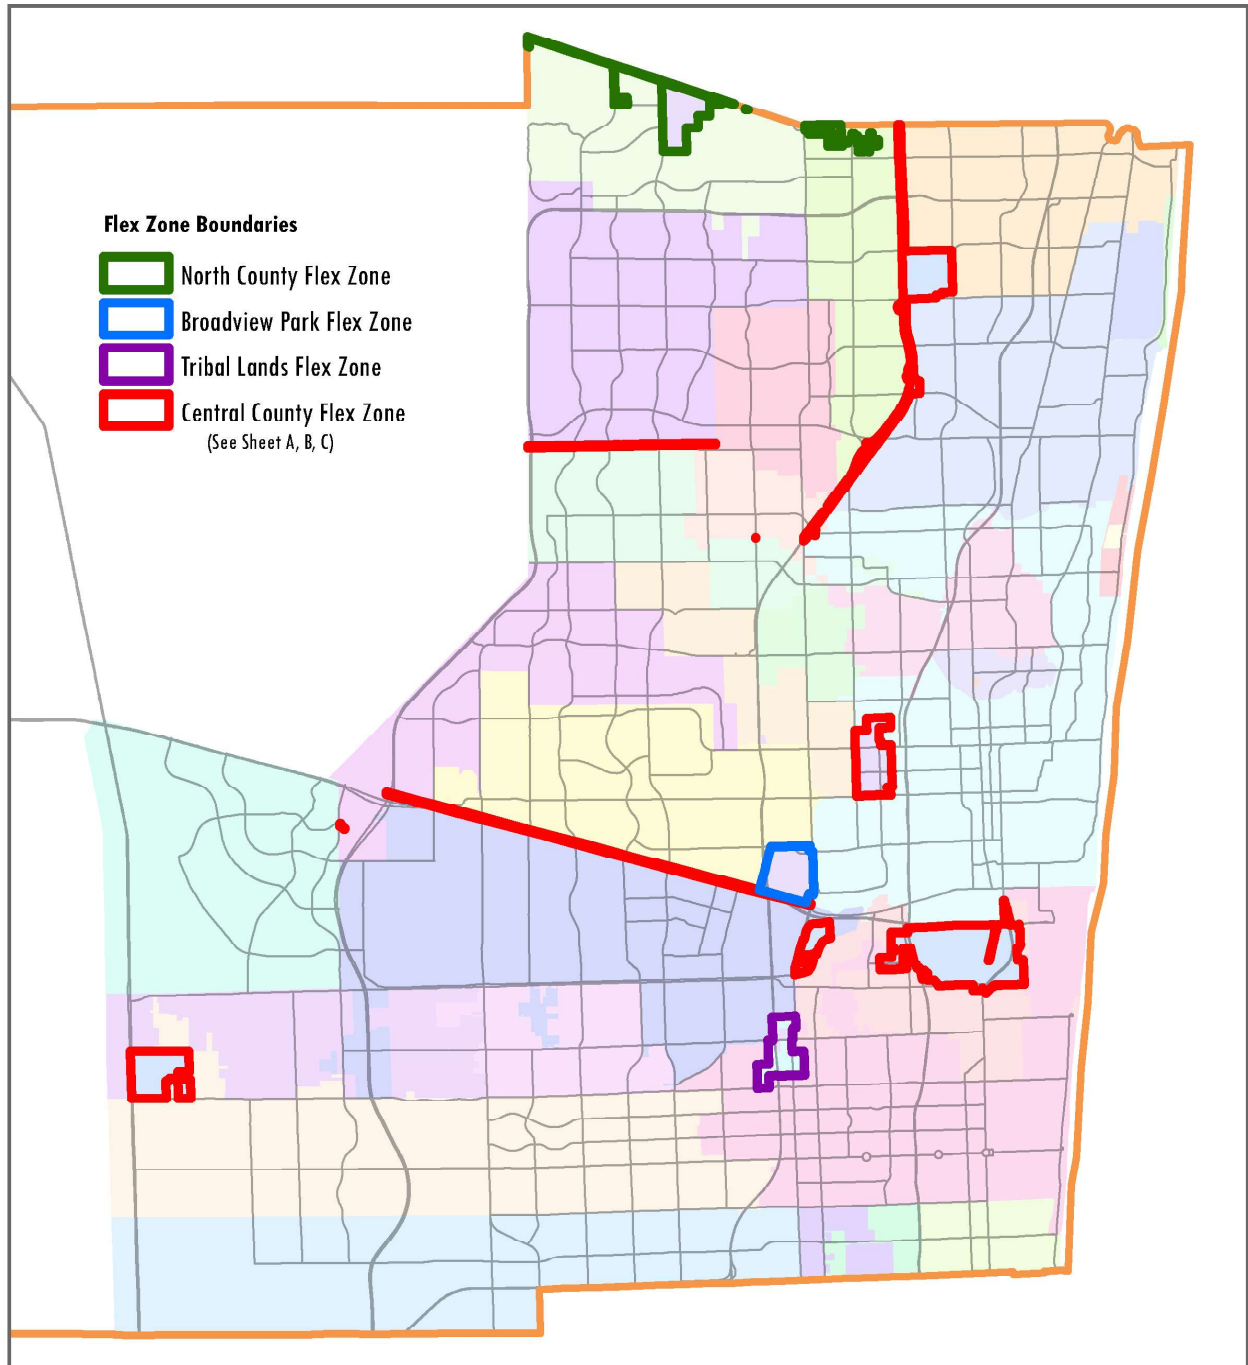 Flex Zone Boundaries
North County Flex Zone
Broadview Park Flex Zone
Tribal Lands Flex Zone
Central County Flex Zone
(See Sheet A, B, C)